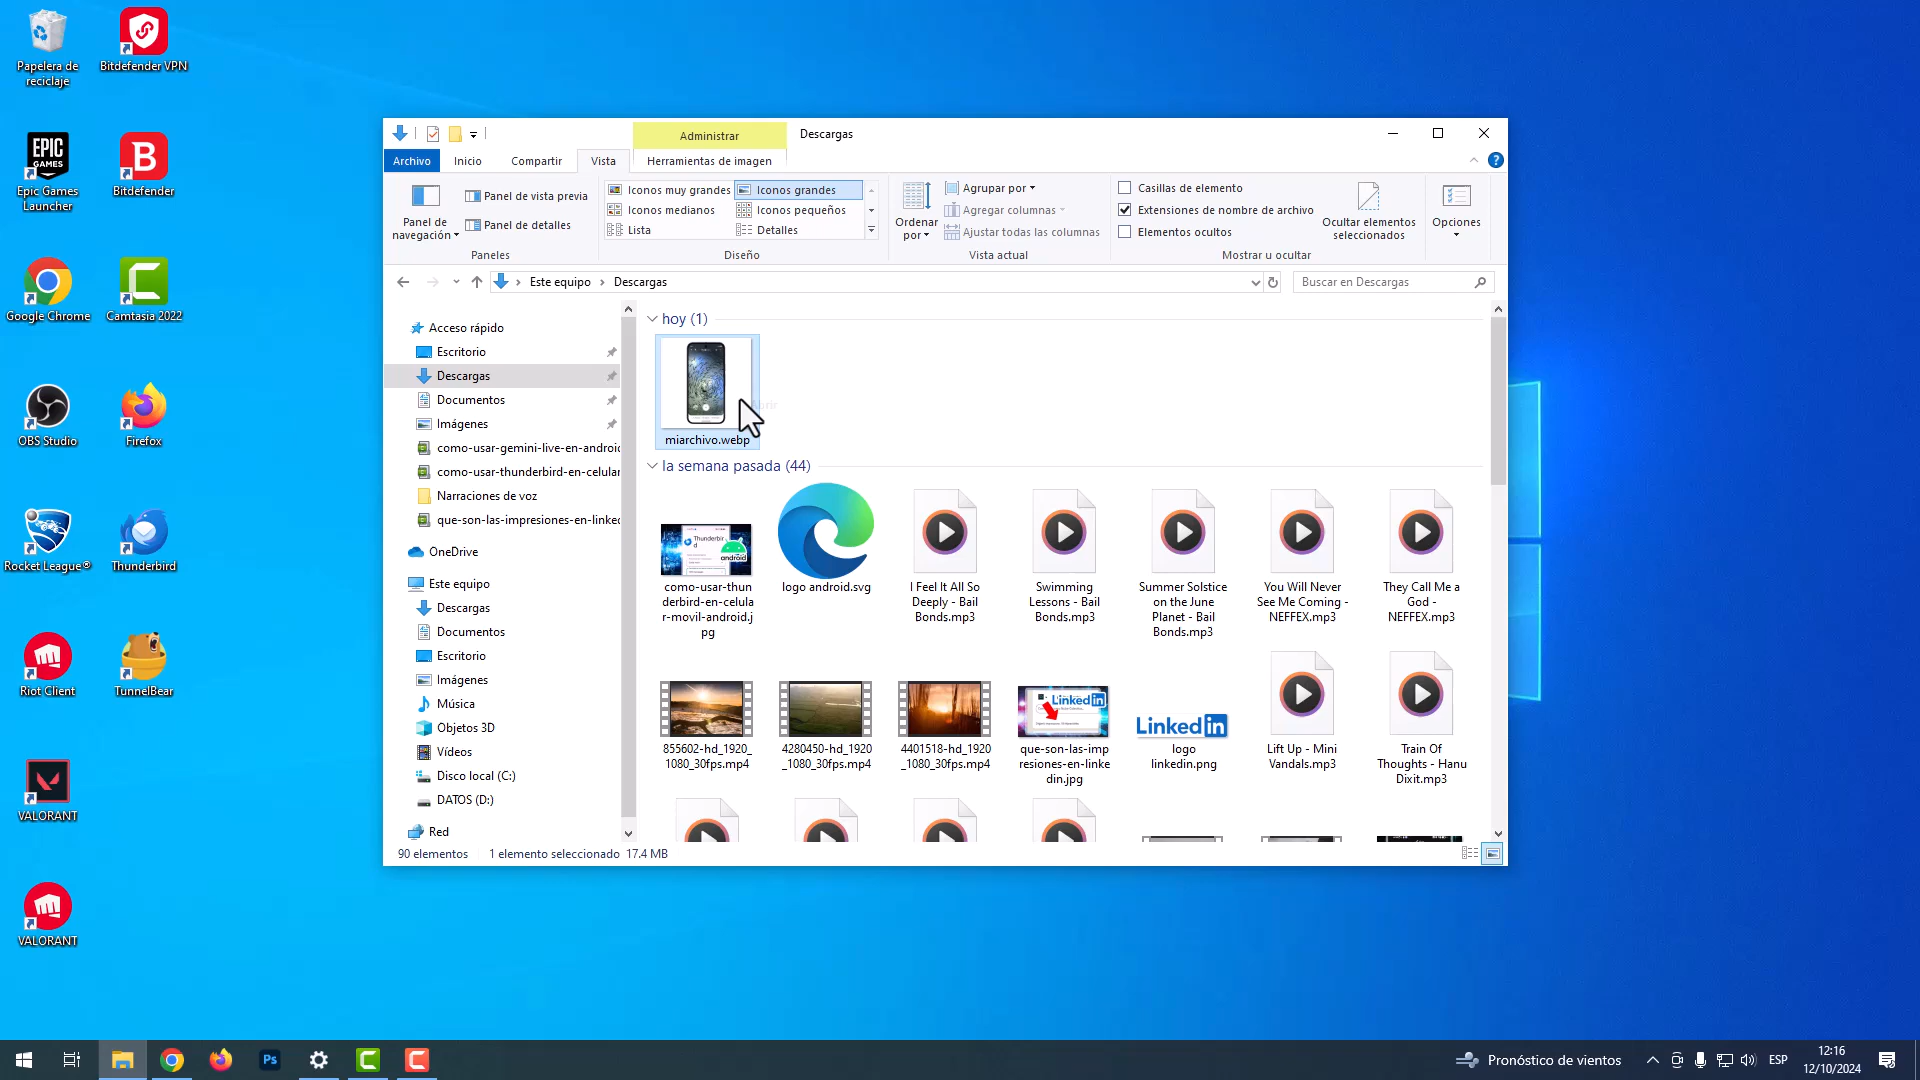 Papelera de
reciclaje
Bitdefender VPN
EPIC
GAMES
Epic Games
Launcher
Bitdefender
Google Chrome
Camtasia 2022
OBS Studio
Firefox
Rocket League®
Thunderbird
Riot Client
TunnelBear
VALORANT
VALORANT
Administrar
Descargas
Archivo
Inicio
Compartir
Vista
Herramientas de imagen
Panel de
navegación
Panel de vista previa
Panel de detalles
Paneles
Iconos muy grandes
Iconos grandes
Iconos medianos
Iconos pequeños
Lista
Detalles
Diseño
Ordenar
por
Agrupar por
Agregar columnas
Ajustar todas las columnas
Vista actual
Casillas de elemento
Extensiones de nombre de archivo
Elementos ocultos
Ocultar elementos
seleccionados
Mostrar u ocultar
Opciones
Este equipo
Descargas
Buscar en Descargas
Acceso rápido
Escritorio
Descargas
Documentos
Imágenes
como-usar-gemini-live-en-androi
como-usar-thunderbird-en-celular
Narraciones de voz
que-son-las-impresiones-en-linked
OneDrive
Este equipo
Descargas
Documentos
Escritorio
Imágenes
Música
Objetos 3D
Vídeos
Disco local (C:)
DATOS (D:)
Red
hoy (1)
miarchivo.webp
la semana pasada (44)
como-usar-thun
derbird-en-celula
r-movil-android.j
pg
logo android.svg
I Feel It All So
Deeply - Bail
Bonds.mp3
Swimming
Lessons - Bail
Bonds.mp3
Summer Solstice
on the June
Planet - Bail
Bonds.mp3
You Will Never
See Me Coming -
NEFFEX.mp3
They Call Me a
God -
NEFFEX.mp3
855602-hd_1920_
1080_30fps.mp4
4280450-hd_1920
_1080_30fps.mp4
4401518-hd_1920
_1080_30fps.mp4
LinkedIn
que-son-las-imp
resiones-en-linke
din.jpg
LinkedIn
logo
linkedin.png
Lift Up - Mini
Vandals.mp3
Train Of
Thoughts - Hanu
Dixit.mp3
90 elementos
1 elemento seleccionado
17.4 MB
Ps
Pronóstico de vientos
ESP
12:16
12/10/2024